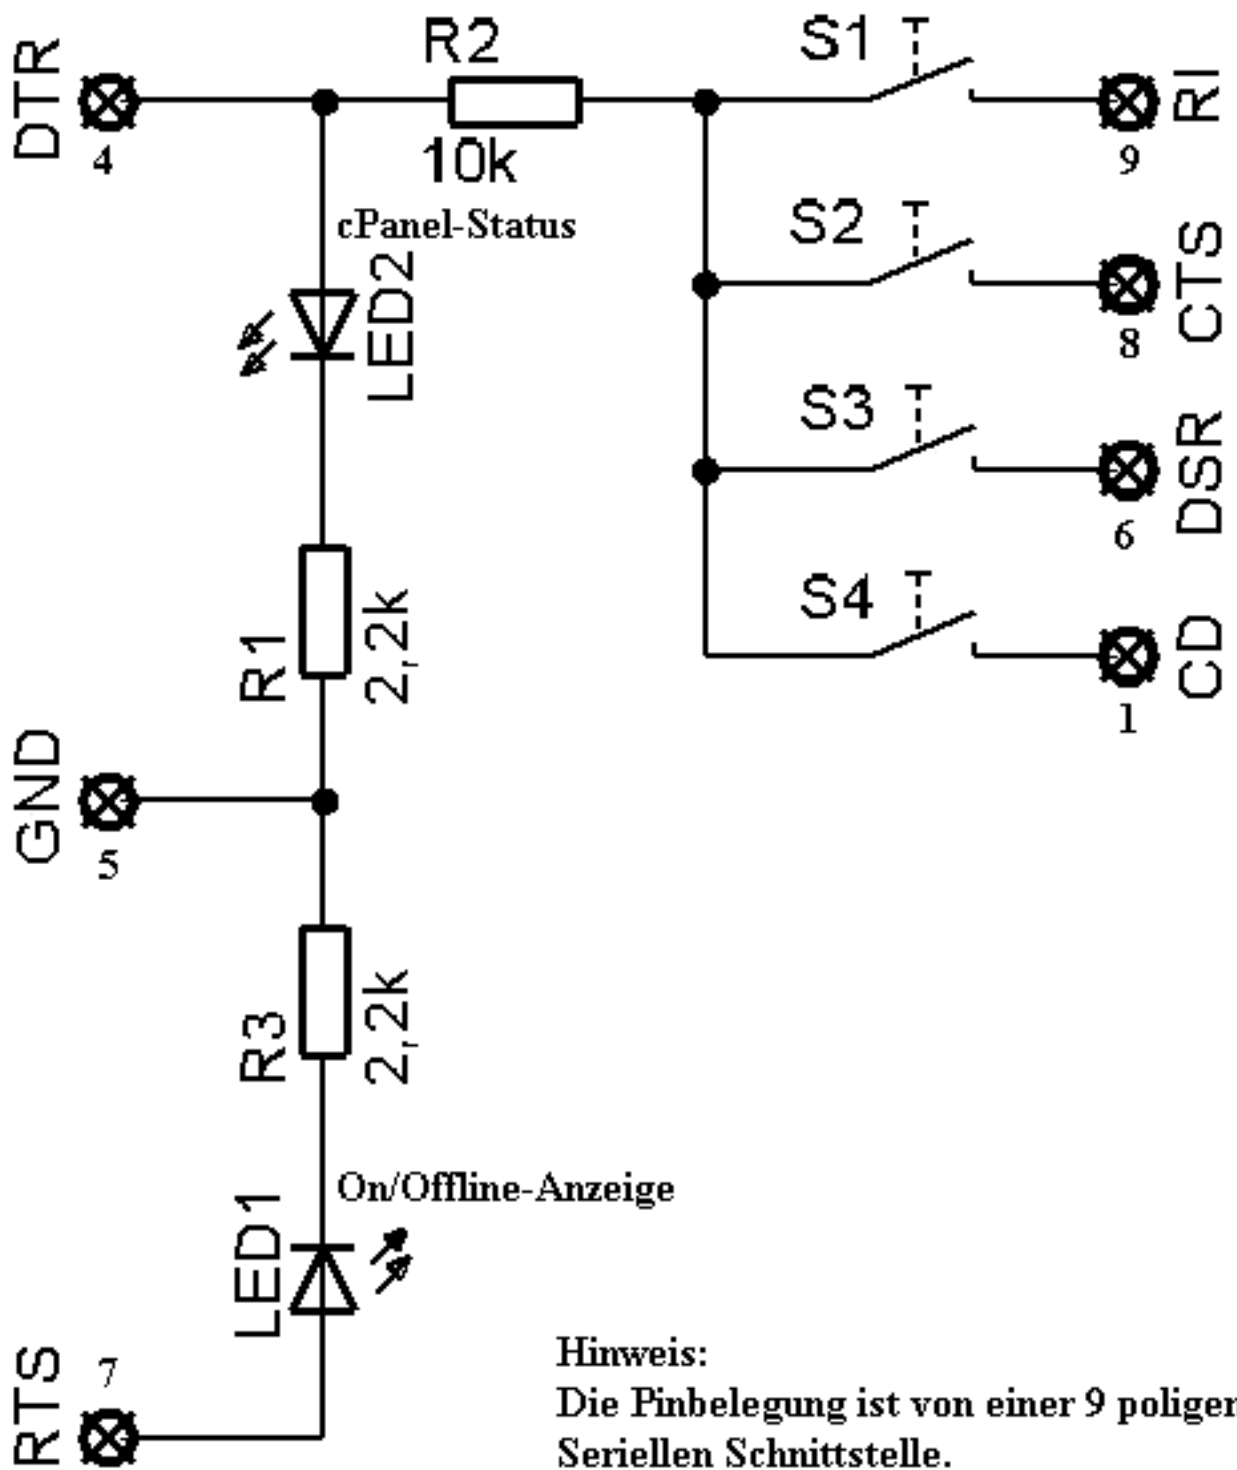 DTR
4
R2
10k
S1
RI
9
cPanel-Status
LED2
S2
CTS
8
S3
DSR
6
R1
2,2k
S4
CD
1
GND
5
R3
2,2k
On/Offline-Anzeige
LED1
RTS
7
Hinweis:
Die Pinbelegung ist von einer 9 poligen
Seriellen Schnittstelle.